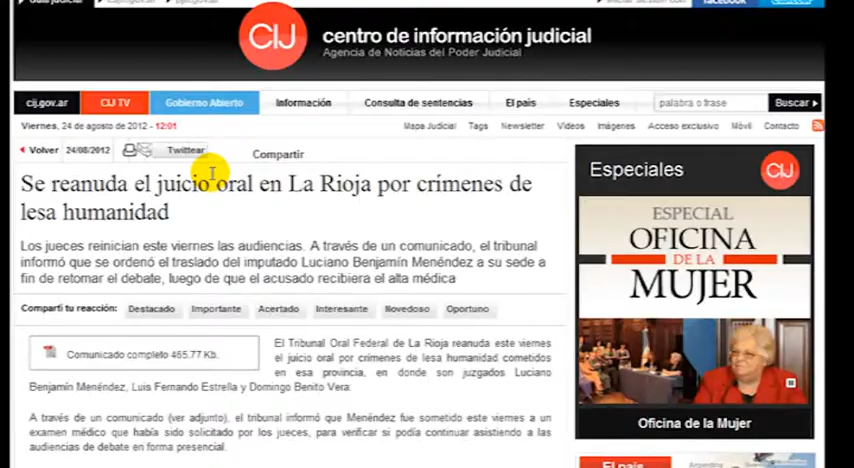 facebook
CIJ
centro de información judicial
Agencia de Noticias del Poder Judicial
cij.gov.ar
CIJ TV
Gobierno Abierto
Información
Consulta de sentencias
El país
Especiales
palabra o frase
Buscar
Viernes, 24 de agosto de 2012 - 12:01
Mapa Judicial Tags Newsletter Videos Imágenes Acceso exclusivo Móvil Contacto
Volver 24/08/2012 Twittear Compartir
Se reanuda el juicio oral en La Rioja por crímenes de
lesa humanidad
Los jueces reinician este viernes las audiencias. A través de un comunicado, el tribunal
informó que se ordenó el traslado del imputado Luciano Benjamín Menéndez a su sede a
fin de retomar el debate, luego de que el acusado recibiera el alta médica
Compartí tu reacción: Destacado Importante Acertado Interesante Novedoso Oportuno
Comunicado completo 465.77 Kb.
El Tribunal Oral Federal de La Rioja reanuda este viernes
el juicio oral por crímenes de lesa humanidad cometidos
en esa provincia, en donde son juzgados Luciano
Benjamín Menéndez, Luis Fernando Estrella y Domingo Benito Vera.
A través de un comunicado (ver adjunto), el tribunal informó que Menéndez fue sometido este viernes a un
examen médico que había sido solicitado por los jueces, para verificar si podía continuar asistiendo a las
audiencias de debate en forma presencial.
Especiales
CIJ
ESPECIAL
OFICINA
DE LA
MUJER
Oficina de la Mujer
El país